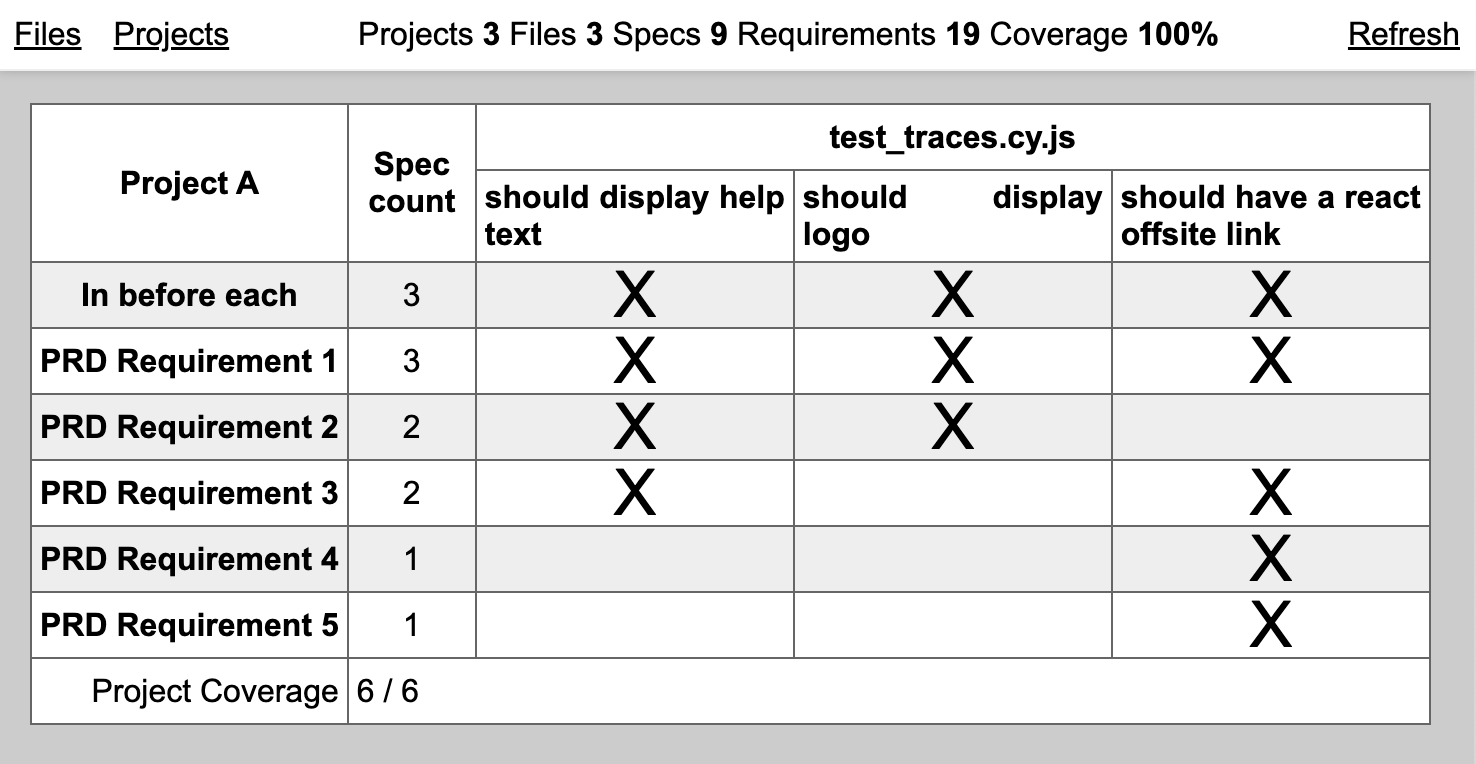 Files Projects Projects 3 Files 3 Specs 9 Requirements 19 Coverage 100% Refresh
Project A
Spec
count
test_traces.cy.js
should display help
text
should display
logo
should have a react
offsite link
In before each 3 X X X
PRD Requirement 1 3 X X X
PRD Requirement 2 2 X X
PRD Requirement 3 2 X X
PRD Requirement 4 1 X
PRD Requirement 5 1 X
Project Coverage 6 / 6